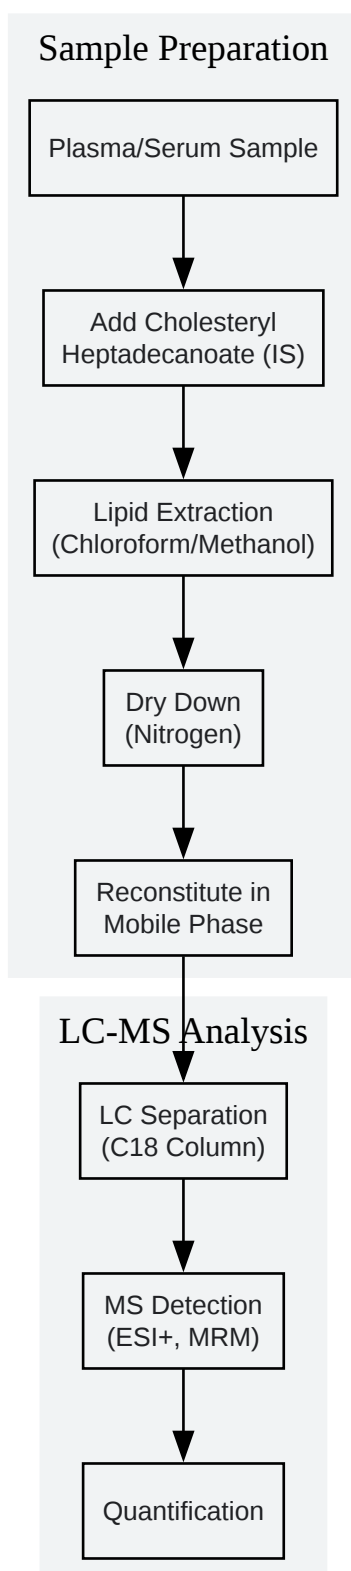 Sample Preparation
Plasma/Serum Sample
Add Cholesteryl
Heptadecanoate (IS)
Lipid Extraction
(Chloroform/Methanol)
Dry Down
(Nitrogen)
Reconstitute in
Mobile Phase
LC-MS Analysis
LC Separation
(C18 Column)
MS Detection
(ESI+, MRM)
Quantification